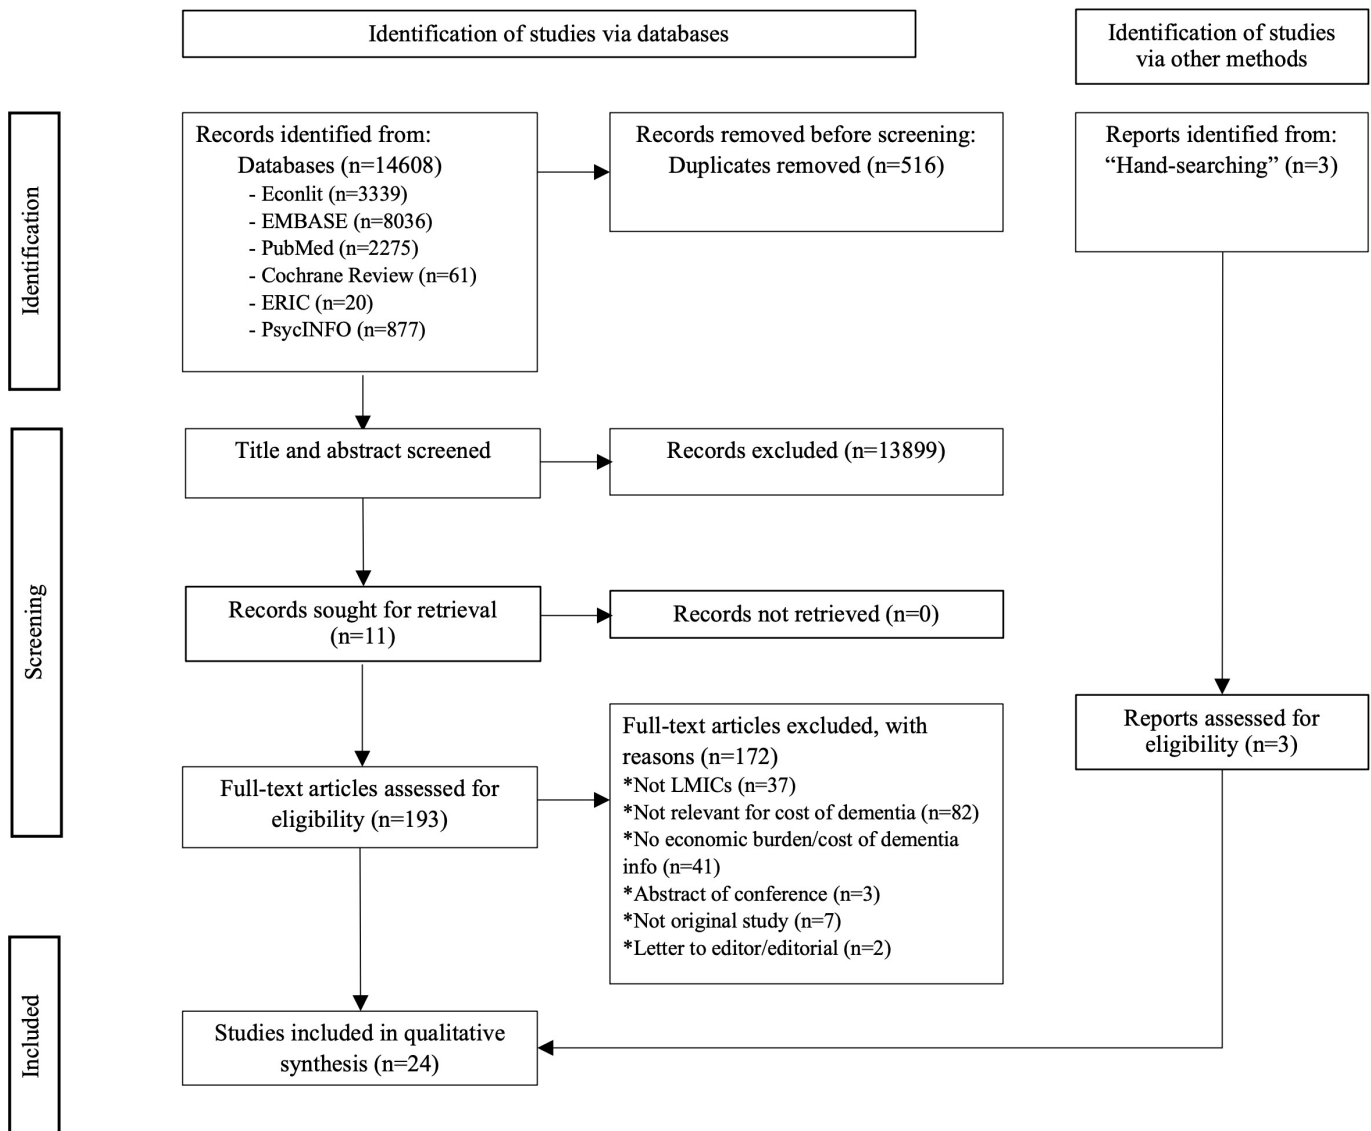 Identification of studies via databases
Identification of studies
via other methods
Identification
Records identified from:
Databases (n=14608)
- Econlit (n=3339)
- EMBASE (n=8036)
- PubMed (n=2275)
- Cochrane Review (n=61)
- ERIC (n=20)
- PsycINFO (n=877)
Records removed before screening:
Duplicates removed (n=516)
Reports identified from:
“Hand-searching” (n=3)
Screening
Title and abstract screened
Records excluded (n=13899)
Records sought for retrieval
(n=11)
Records not retrieved (n=0)
Full-text articles assessed for
eligibility (n=193)
Full-text articles excluded, with
reasons (n=172)
*Not LMICs (n=37)
*Not relevant for cost of dementia (n=82)
*No economic burden/cost of dementia
info (n=41)
*Abstract of conference (n=3)
*Not original study (n=7)
*Letter to editor/editorial (n=2)
Reports assessed for
eligibility (n=3)
Included
Studies included in qualitative
synthesis (n=24)